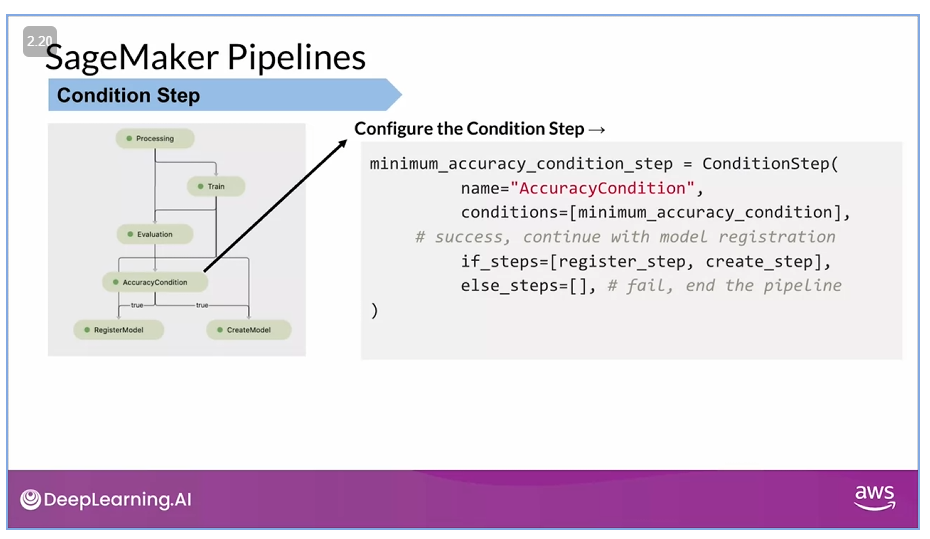 2.20
SageMaker Pipelines
Condition Step
Processing
Train
Evaluation
AccuracyCondition
true
true
RegisterModel
CreateModel
Configure the Condition Step →
minimum_accuracy_condition_step = ConditionStep(
name="AccuracyCondition",
conditions=[minimum_accuracy_condition],
# success, continue with model registration
if_steps=[register_step, create_step],
else_steps=[], # fail, end the pipeline
)
DeepLearning.AI
aws